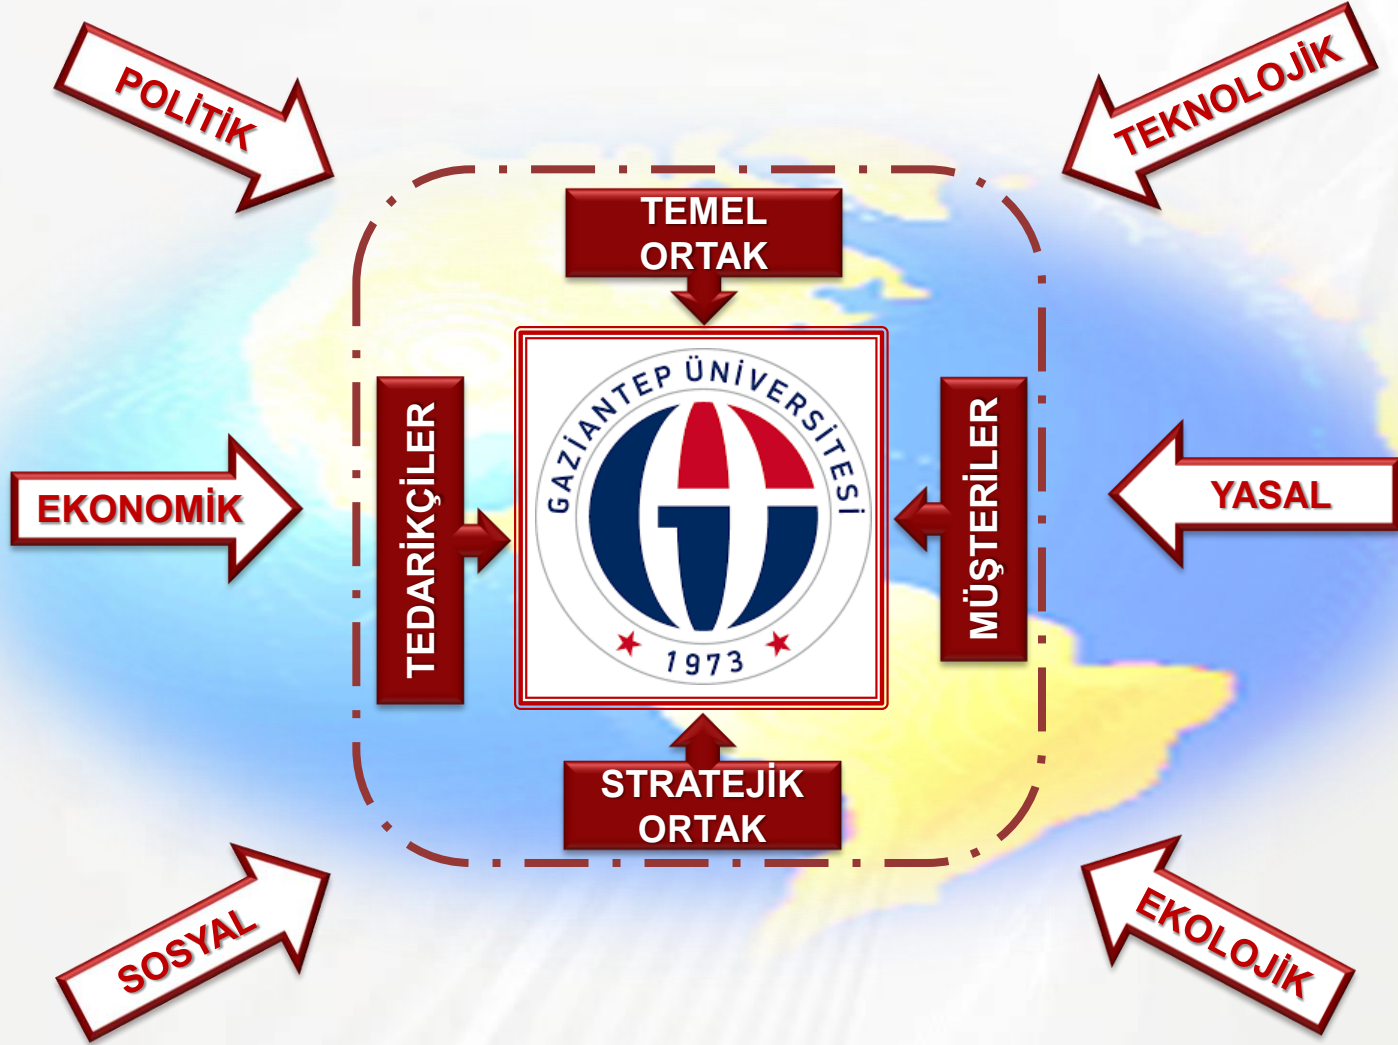 POLİTİK
TEKNOLOJİK
TEMEL
ORTAK
GAZİANTEP ÜNİVERSİTESİ
1973
TEDARİKÇİLER
MÜŞTERİLER
EKONOMİK
YASAL
STRATEJİK
ORTAK
SOSYAL
EKOLOJİK